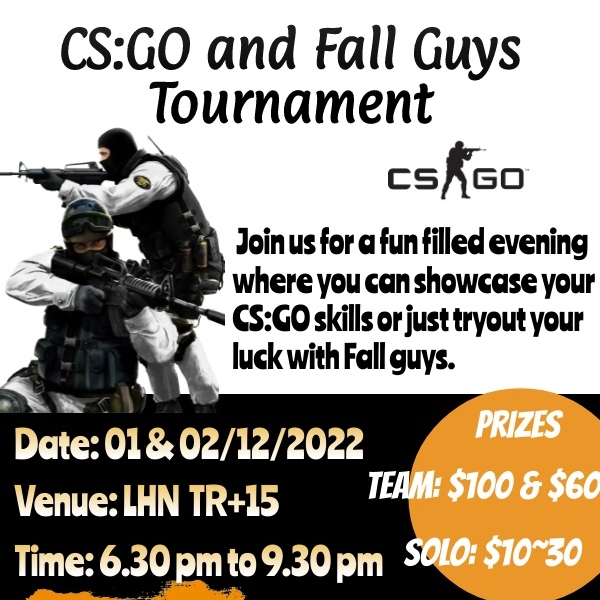 CS:GO and Fall Guys
Tournament
CS GO
Join us for a fun filled evening
where you can showcase your
CS:GO skills or just tryout your
luck with Fall guys.
Date: 01 & 02/12/2022
Venue: LHN TR+15
Time: 6.30 pm to 9.30 pm
PRIZES
TEAM: $100 & $60
SOLO: $10~30